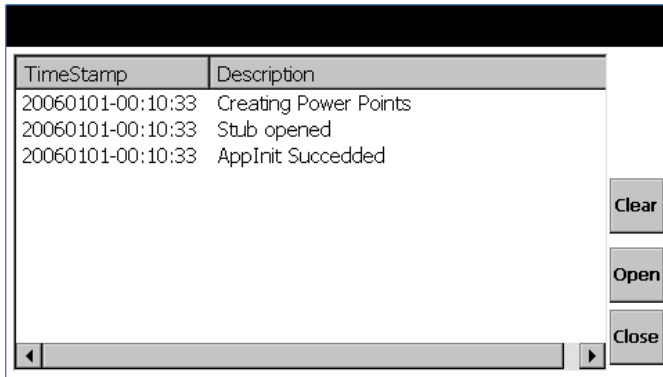 TimeStamp Description
20060101-00:10:33 Creating Power Points
20060101-00:10:33 Stub opened
20060101-00:10:33 AppInit Succedded
Clear
Open
Close